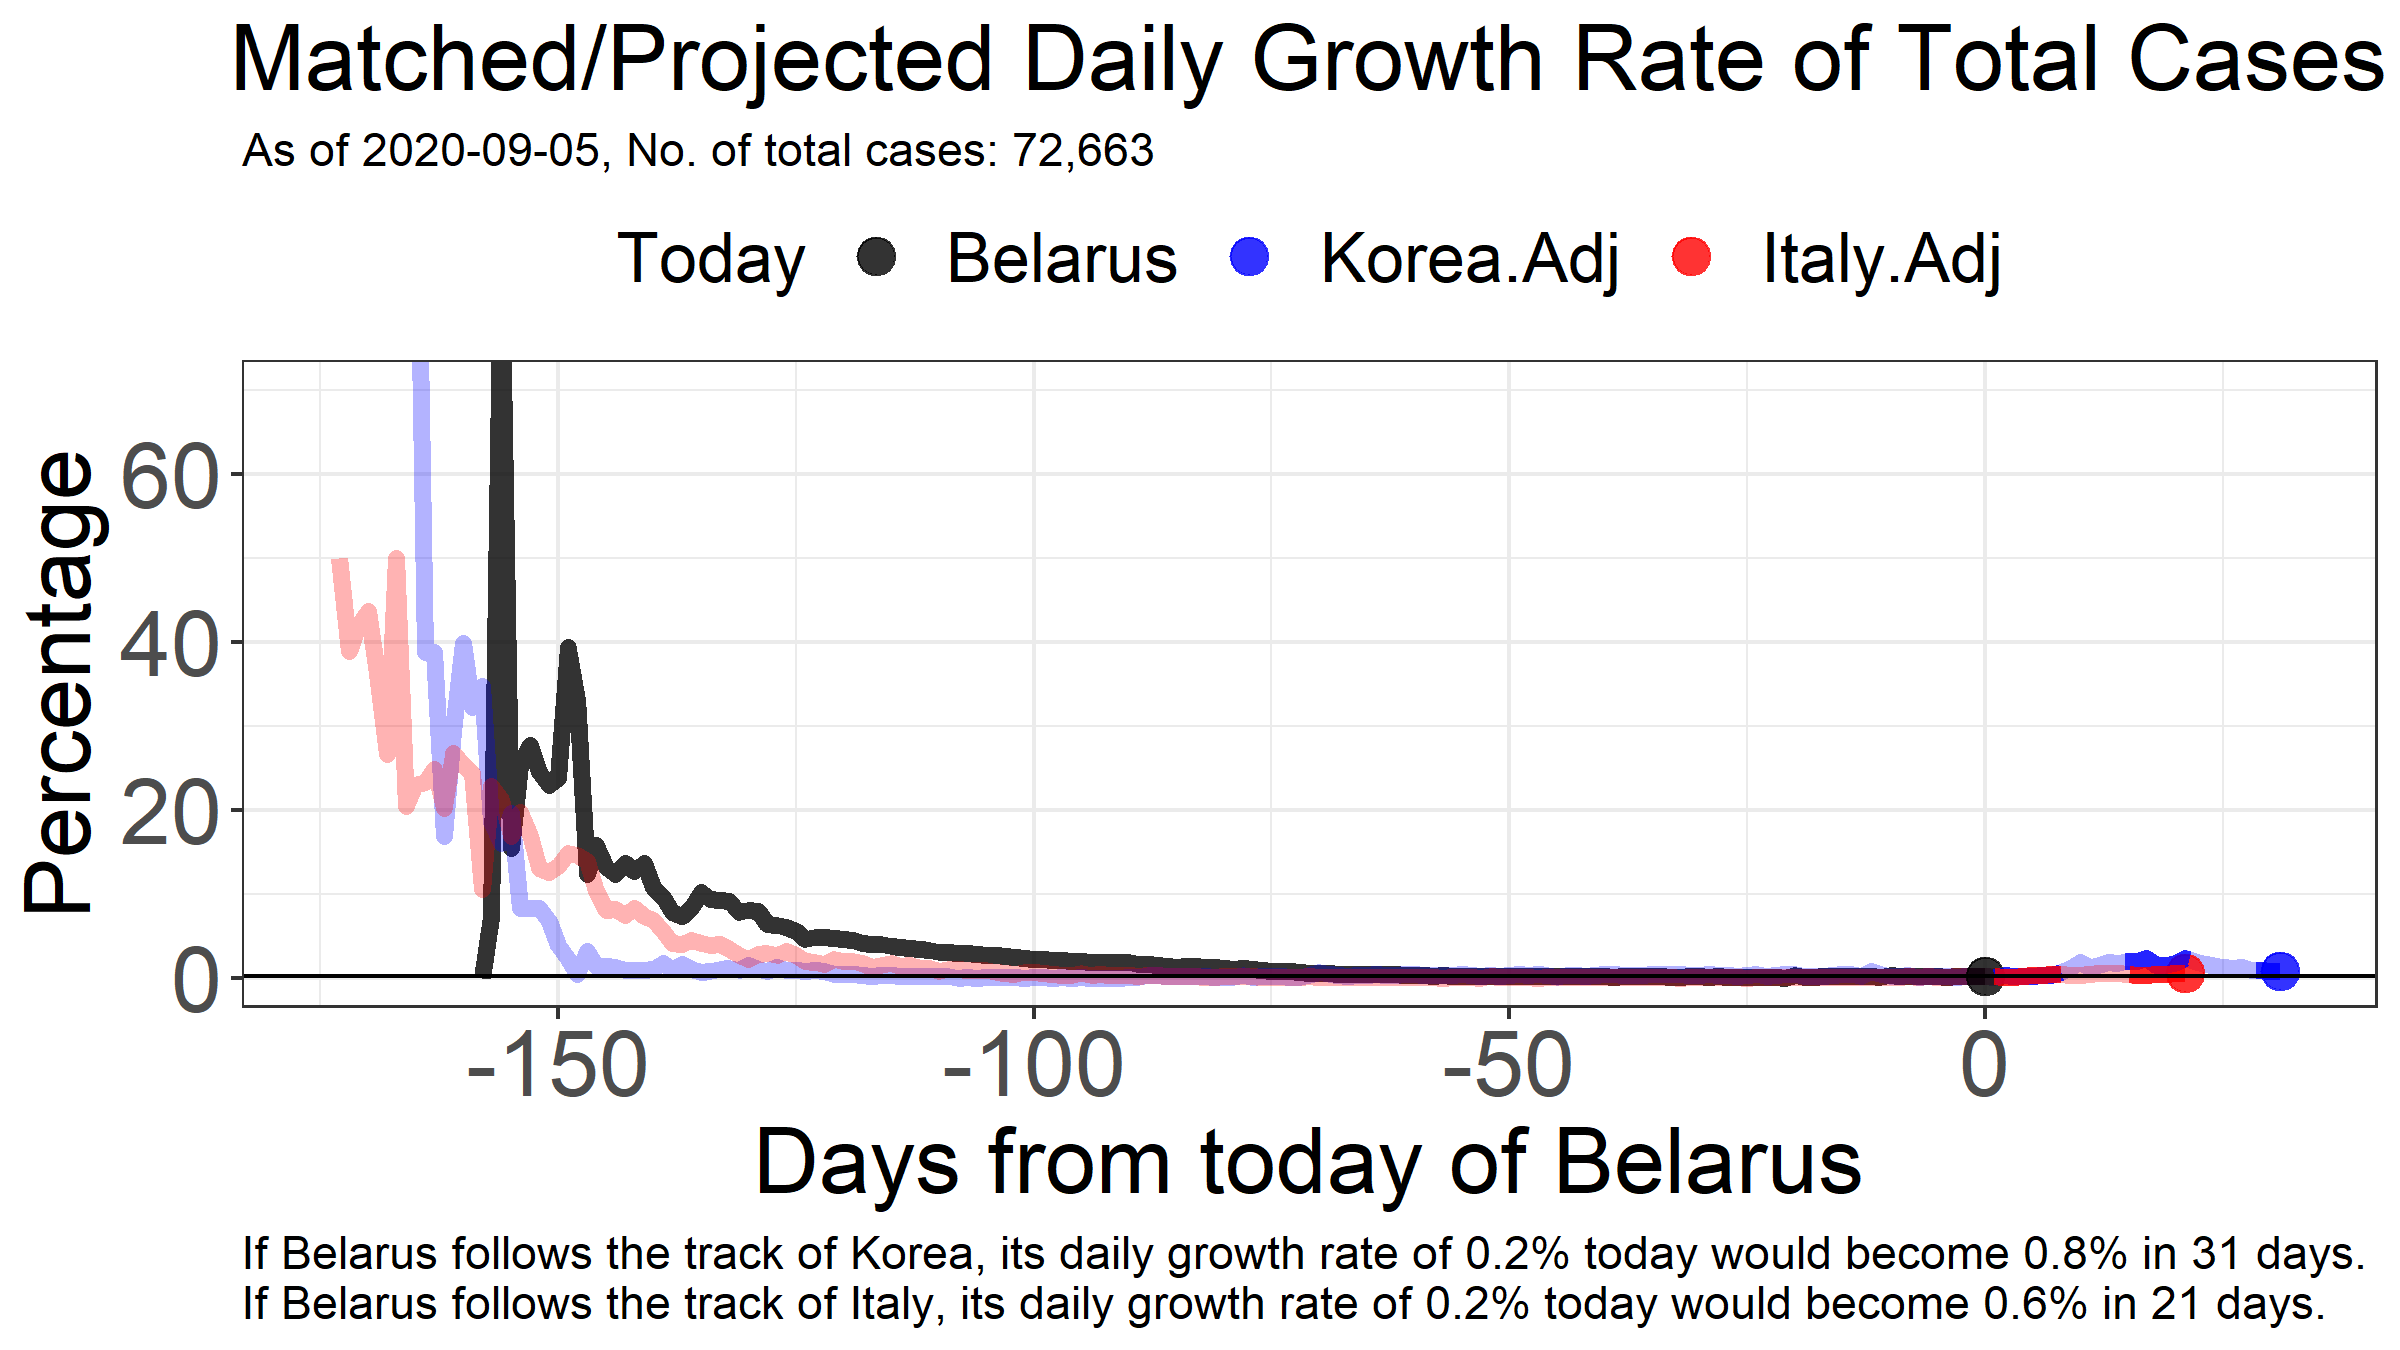 Matched/Projected Daily Growth Rate of Total Cases
As of 2020-09-05, No. of total cases: 72,663
Today Belarus Korea.Adj Italy.Adj
Percentage
60
40
20
0
-150 -100 -50 0
Days from today of Belarus
If Belarus follows the track of Korea, its daily growth rate of 0.2% today would become 0.8% in 31 days.
If Belarus follows the track of Italy, its daily growth rate of 0.2% today would become 0.6% in 21 days.